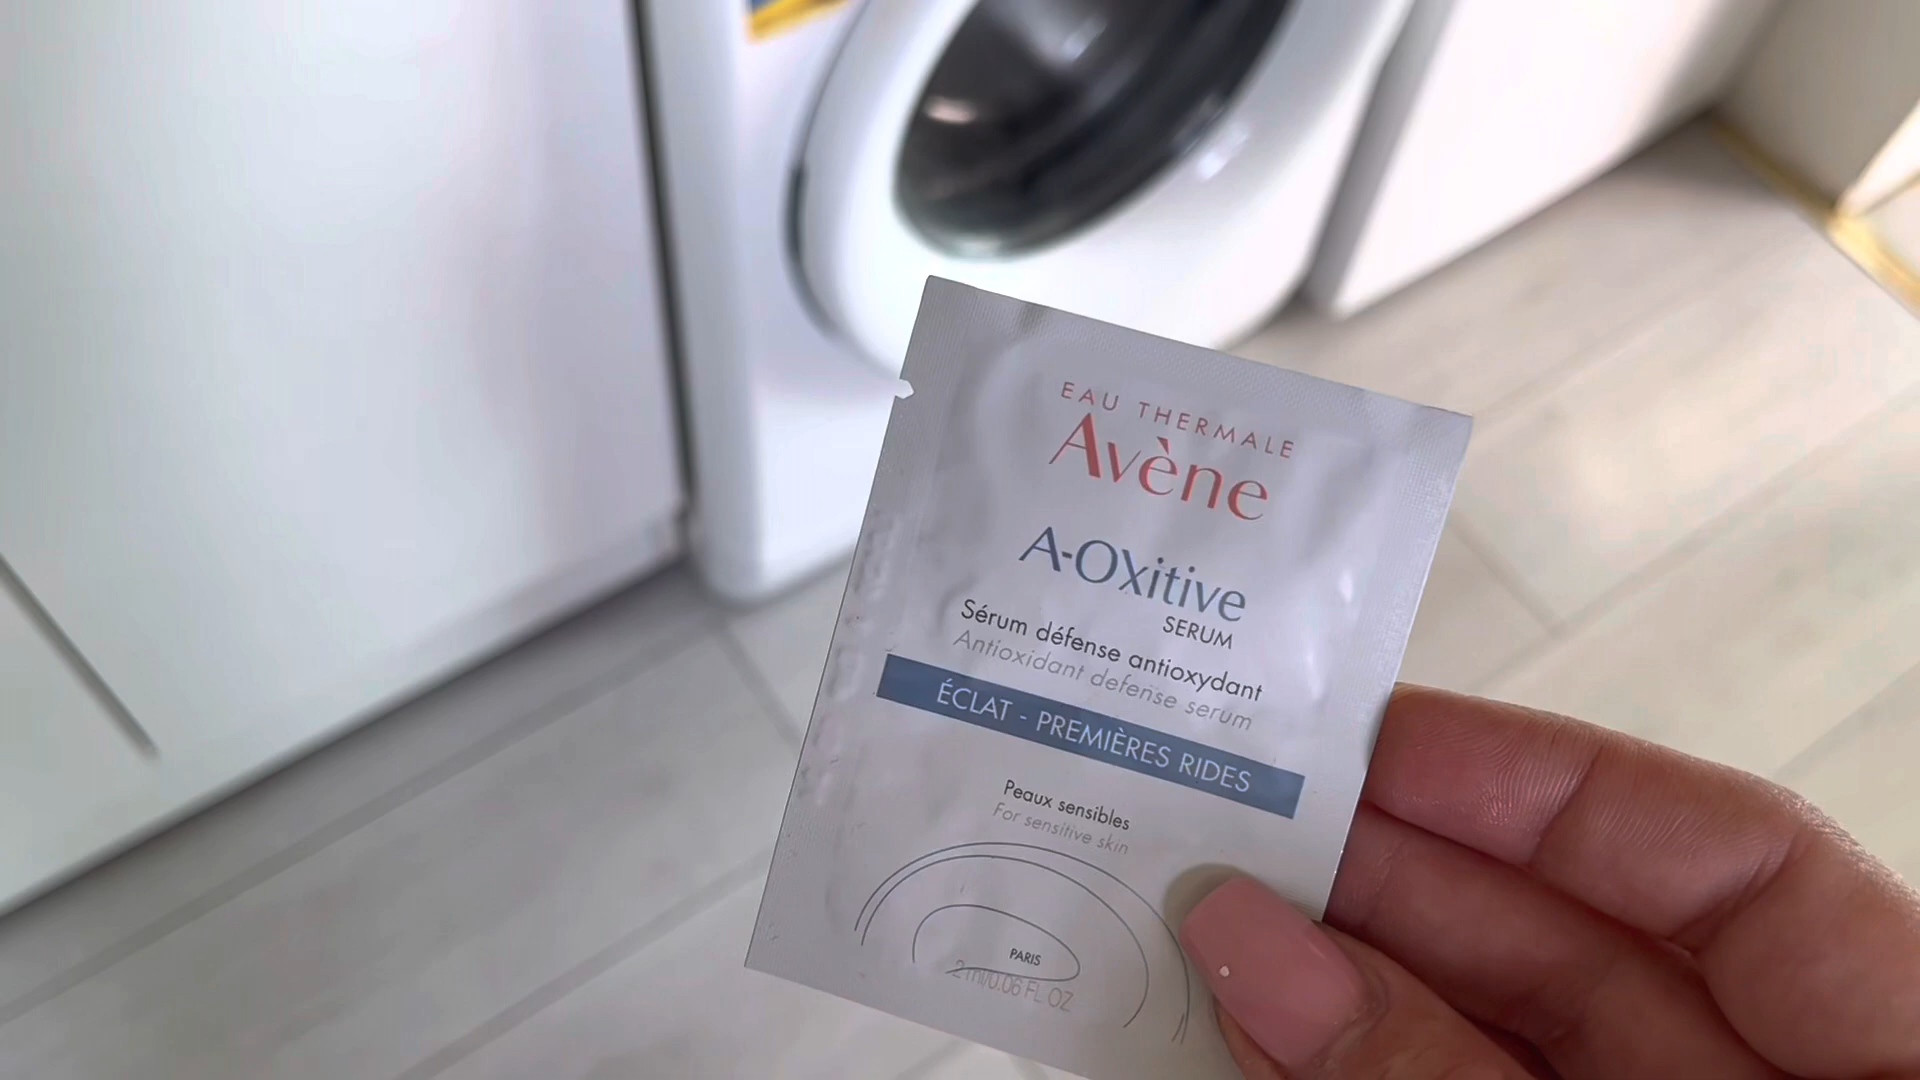 EAU THERMALE
Avène
A-OXitive
SERUM
Sérum défense antioxydant
Antioxidant defense serum
ÉCLAT - PREMIÈRES RIDES
Peaux sensibles
For sensitive skin
PARIS
2 ml/0.06 FL OZ